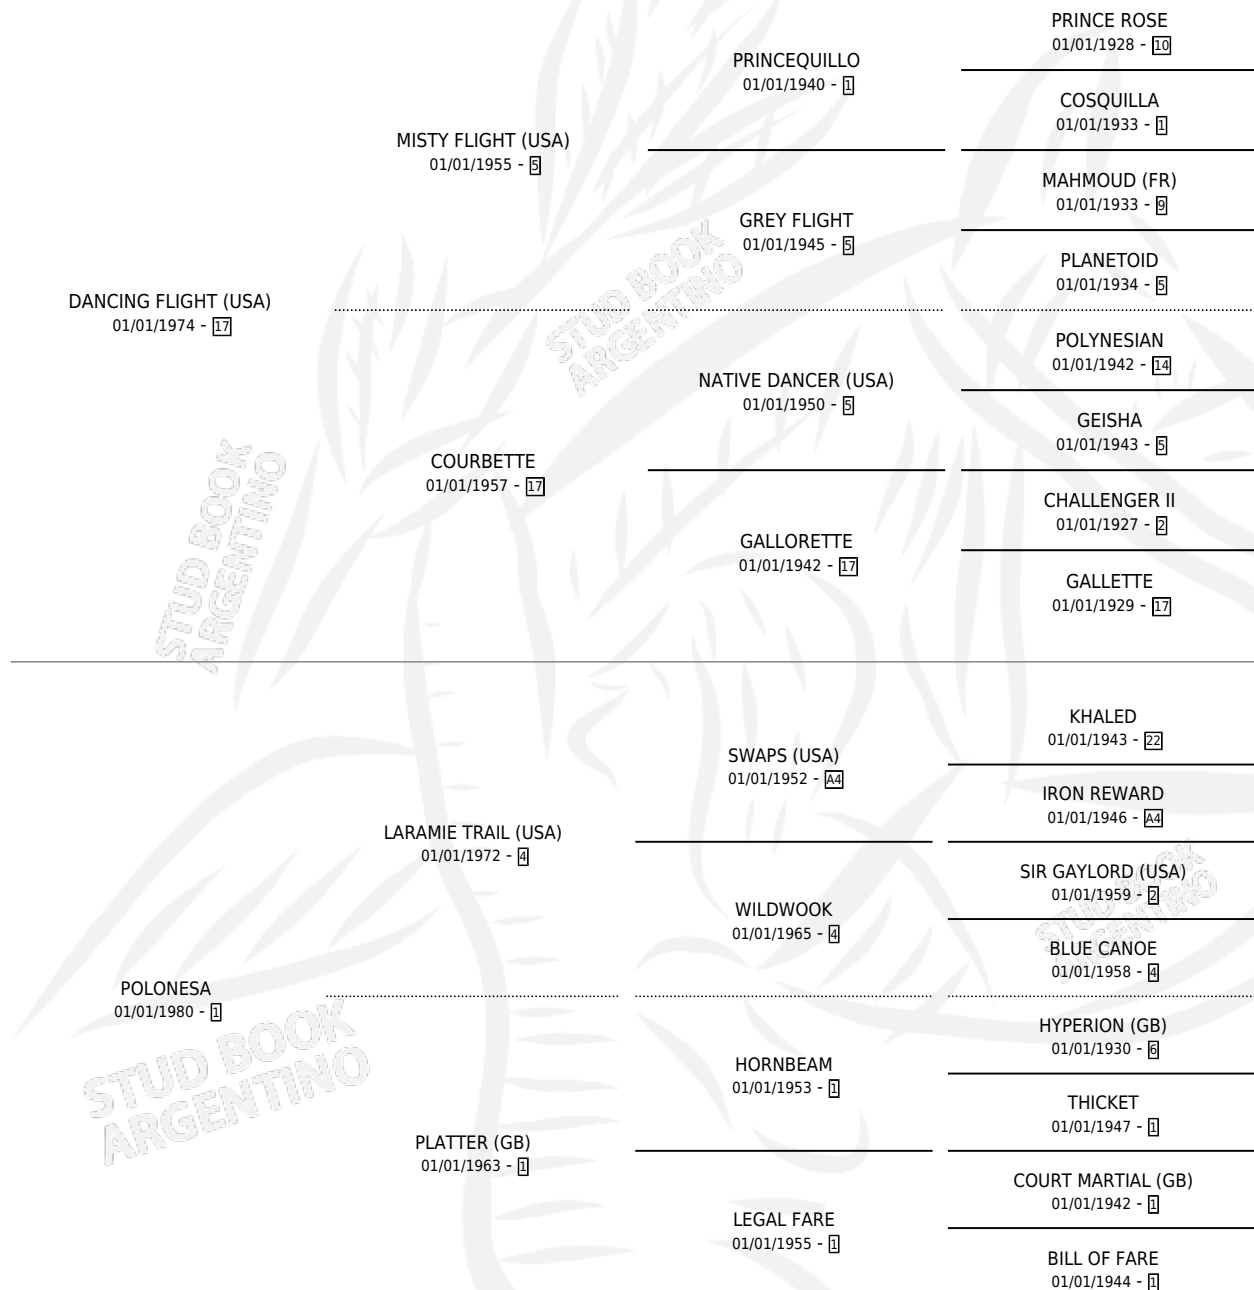 PRINCE ROSE
01/01/1928 - 10
PRINCEQUILLO
01/01/1940 - 1
COSQUILLA
01/01/1933 - 1
MISTY FLIGHT (USA)
01/01/1955 - 5
MAHMOUD (FR)
01/01/1933 - 9
GREY FLIGHT
01/01/1945 - 5
PLANETOID
01/01/1934 - 5
DANCING FLIGHT (USA)
01/01/1974 - 17
STUD BOOK
ARGENTINO
POLYNESIAN
01/01/1942 - 14
NATIVE DANCER (USA)
01/01/1950 - 5
GEISHA
01/01/1943 - 5
COURBETTE
01/01/1957 - 17
STUD BOOK
ARGENTINO
CHALLENGER II
01/01/1927 - 2
GALLORETTE
01/01/1942 - 17
GALLETTE
01/01/1929 - 17
KHALED
01/01/1943 - 22
SWAPS (USA)
01/01/1952 - A4
IRON REWARD
01/01/1946 - A4
LARAMIE TRAIL (USA)
01/01/1972 - 4
SIR GAYLORD (USA)
01/01/1959 - 2
STUD BOOK
ARGENTINO
WILDWOOK
01/01/1965 - 4
BLUE CANOE
01/01/1958 - 4
POLONESA
01/01/1980 - 1
STUD BOOK
ARGENTINO
HYPERION (GB)
01/01/1930 - 6
HORNBEAM
01/01/1953 - 1
THICKET
01/01/1947 - 1
PLATTER (GB)
01/01/1963 - 1
COURT MARTIAL (GB)
01/01/1942 - 1
LEGAL FARE
01/01/1955 - 1
BILL OF FARE
01/01/1944 - 1